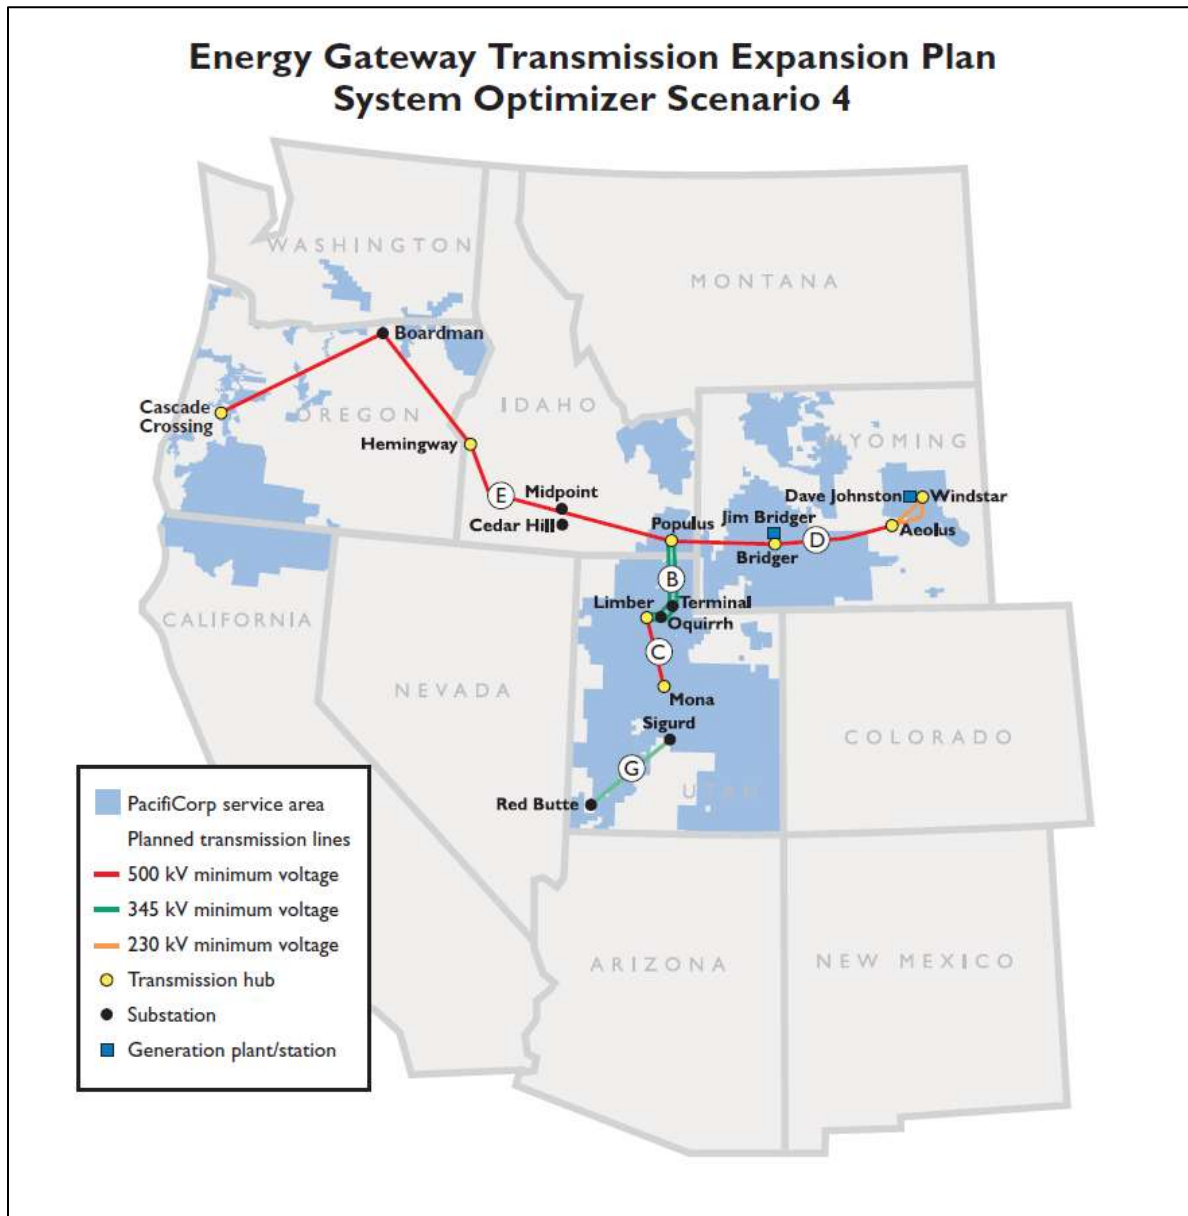 Energy Gateway Transmission Expansion Plan
System Optimizer Scenario 4
WASHINGTON
MONTANA
Boardman
Cascade
Crossing
OREGON
IDAHO
WYOMING
Hemingway
E
Midpoint
Cedar Hill
Dave Johnston
Windstar
Jim Bridger
Populus
D
Aeolus
Bridger
B
Limber
Terminal
Oquirrh
CALIFORNIA
C
NEVADA
Mona
Sigurd
COLORADO
G
UTAH
Red Butte
PacifiCorp service area
Planned transmission lines
500 kV minimum voltage
345 kV minimum voltage
230 kV minimum voltage
Transmission hub
Substation
Generation plant/station
ARIZONA
NEW MEXICO